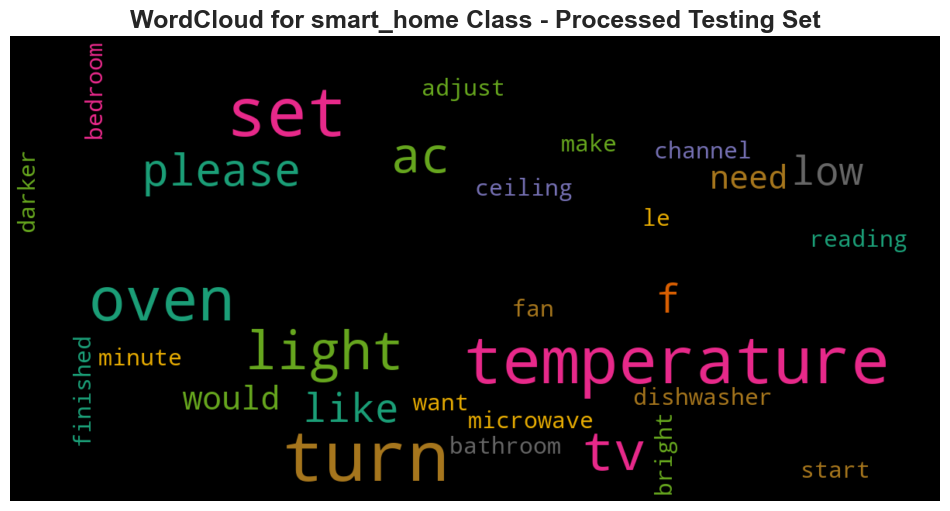 WordCloud for smart_home Class - Processed Testing Set
bedroom
set
adjust
ac
make
channel
please
ceiling
need
low
darker
le
reading
oven
fan
f
light
temperature
minute
finished
would
like
want
dishwasher
microwave
turn
bathroom
tv
bright
start